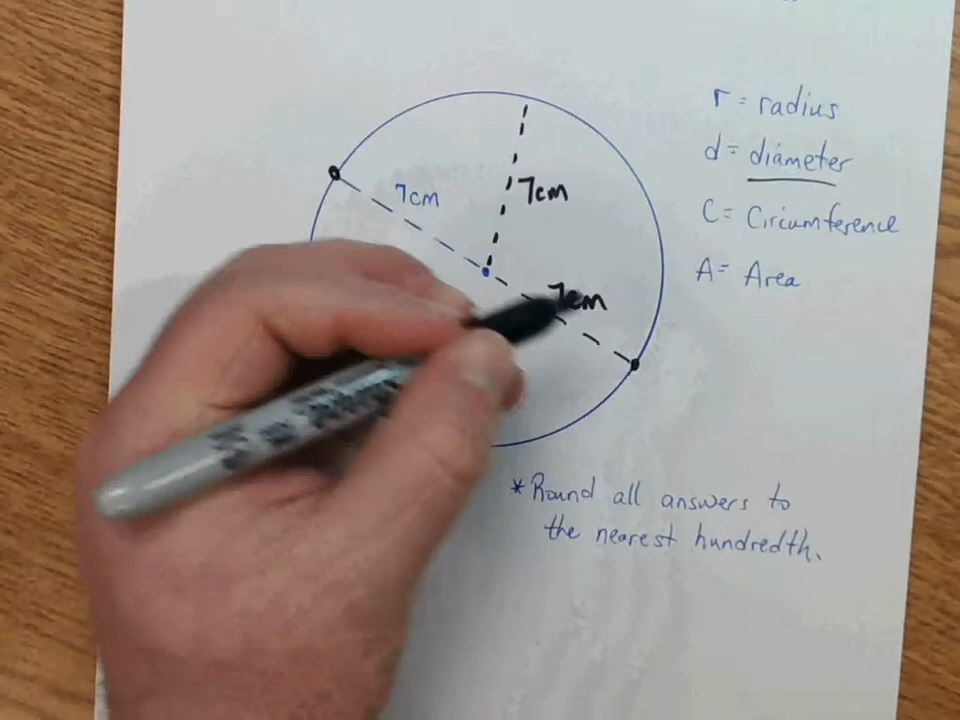 r = radius
d = diameter
C = Circumference
A = Area
7cm
7cm
7cm
*Round all answers to
the nearest hundredth.